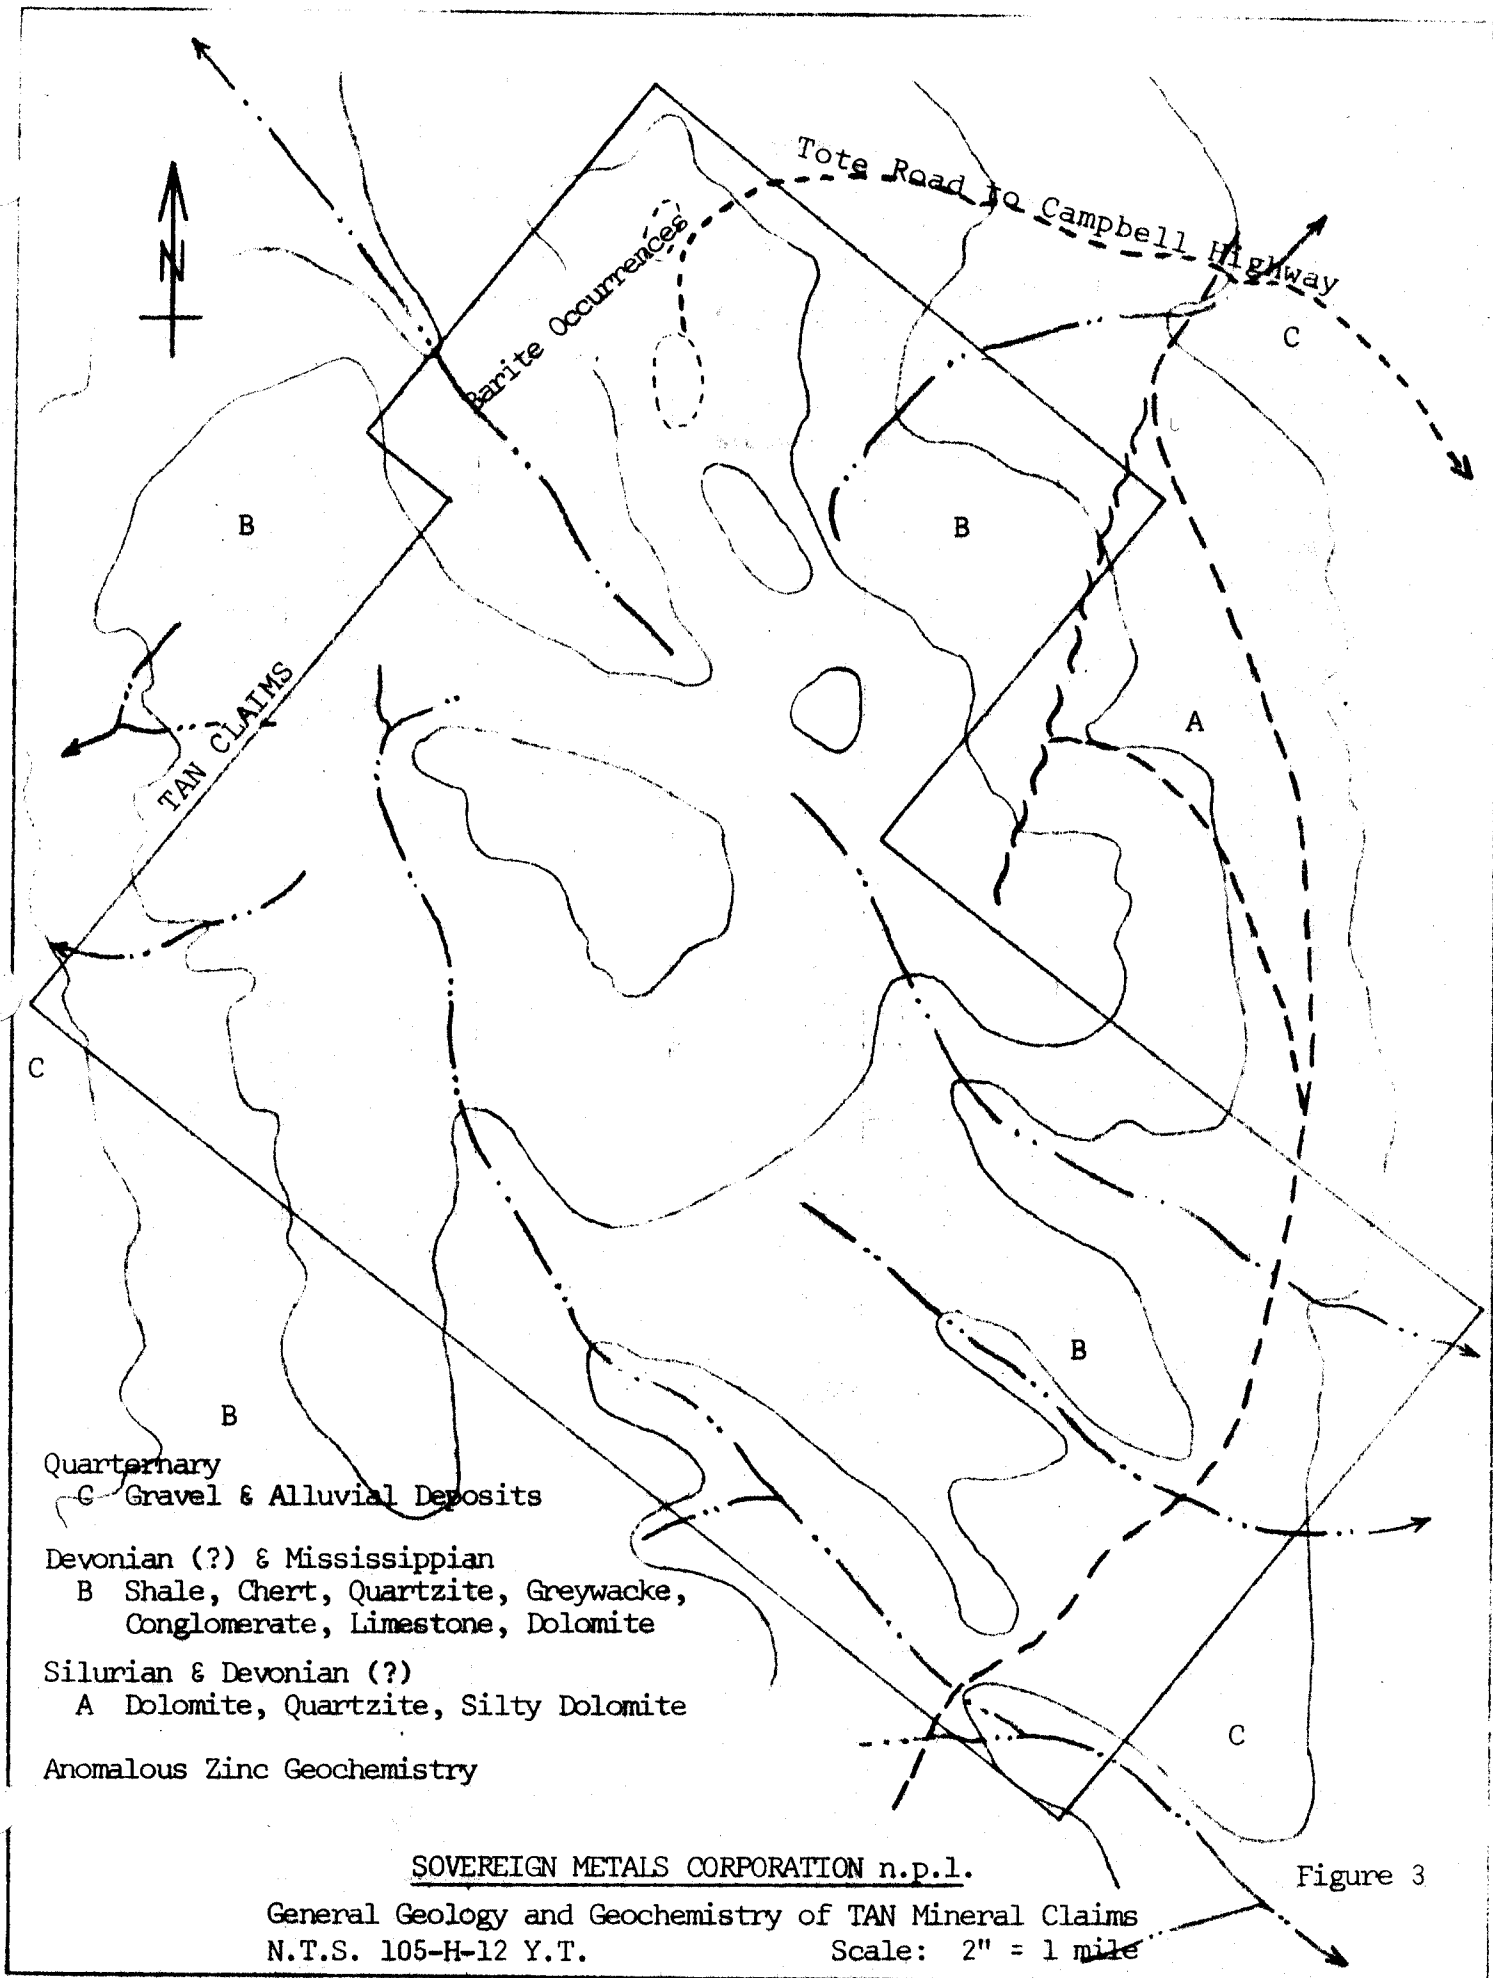 Tote Road to Campbell Highway
N
Barite Occurrences
C
B
B
A
TAN CLAIMS
C
B
B
Quarternary
C Gravel & Alluvial Deposits
Devonian (?) & Mississippian
B Shale, Chert, Quartzite, Greywacke,
Conglomerate, Limestone, Dolomite
Silurian & Devonian (?)
A Dolomite, Quartzite, Silty Dolomite
C
Anomalous Zinc Geochemistry
SOVEREIGN METALS CORPORATION n.p.l.
Figure 3
General Geology and Geochemistry of TAN Mineral Claims
N.T.S. 105-H-12 Y.T. Scale: 2" = 1 mile